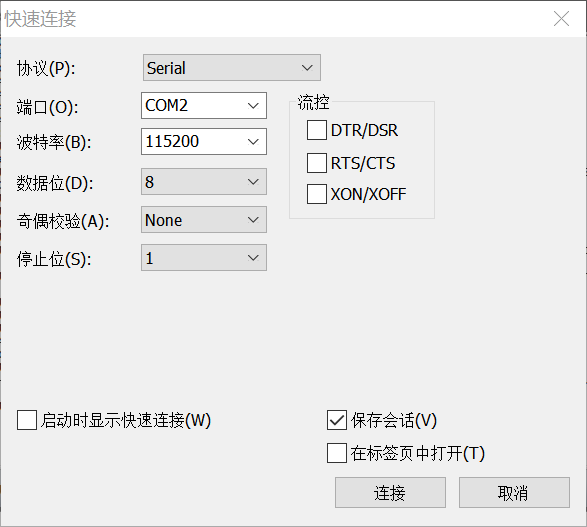 快速连接
协议(P): Serial
端口(O): COM2
波特率(B): 115200
数据位(D): 8
奇偶校验(A): None
停止位(S): 1
流控
DTR/DSR
RTS/CTS
XON/XOFF
启动时显示快速连接(W)
保存会话(V)
在标签页中打开(T)
连接 取消